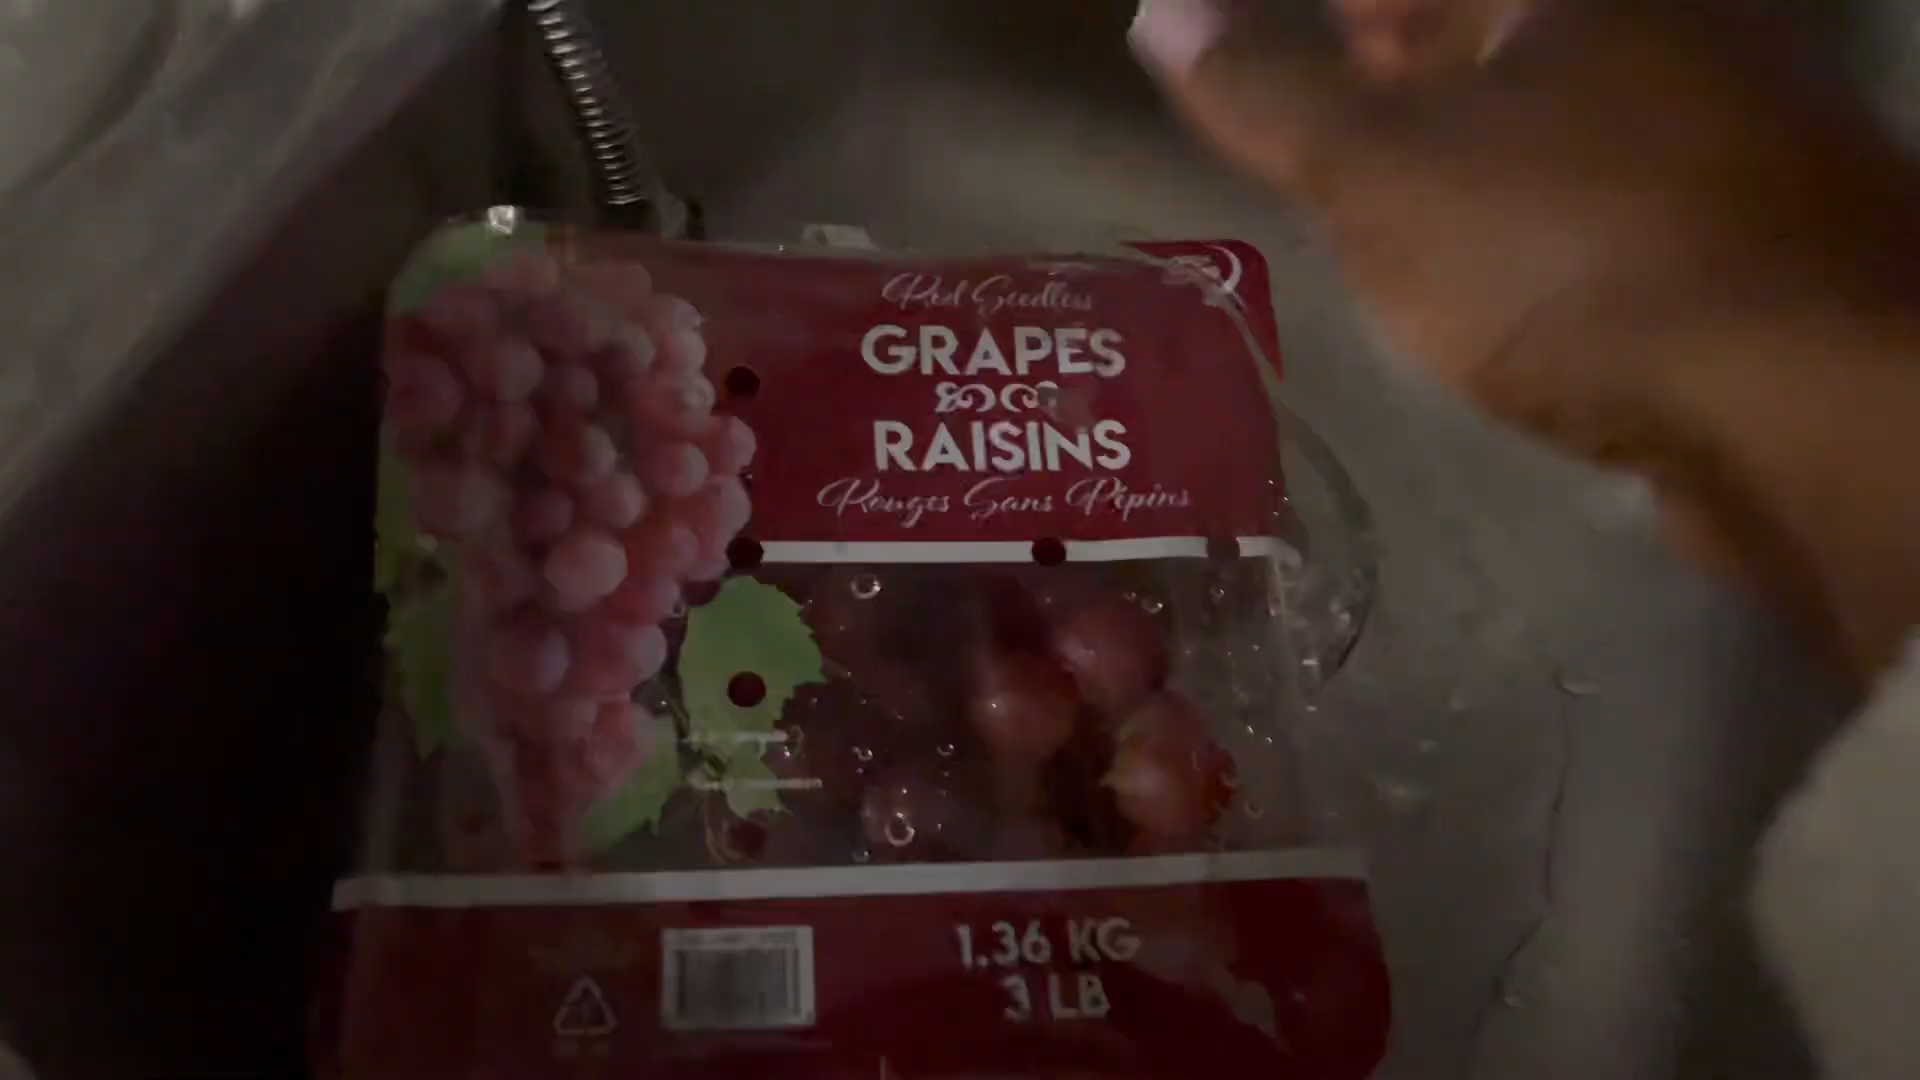 Red Seedless
GRAPES
RAISINS
Rouges Sans Pépins
1.36 KG
3 LB